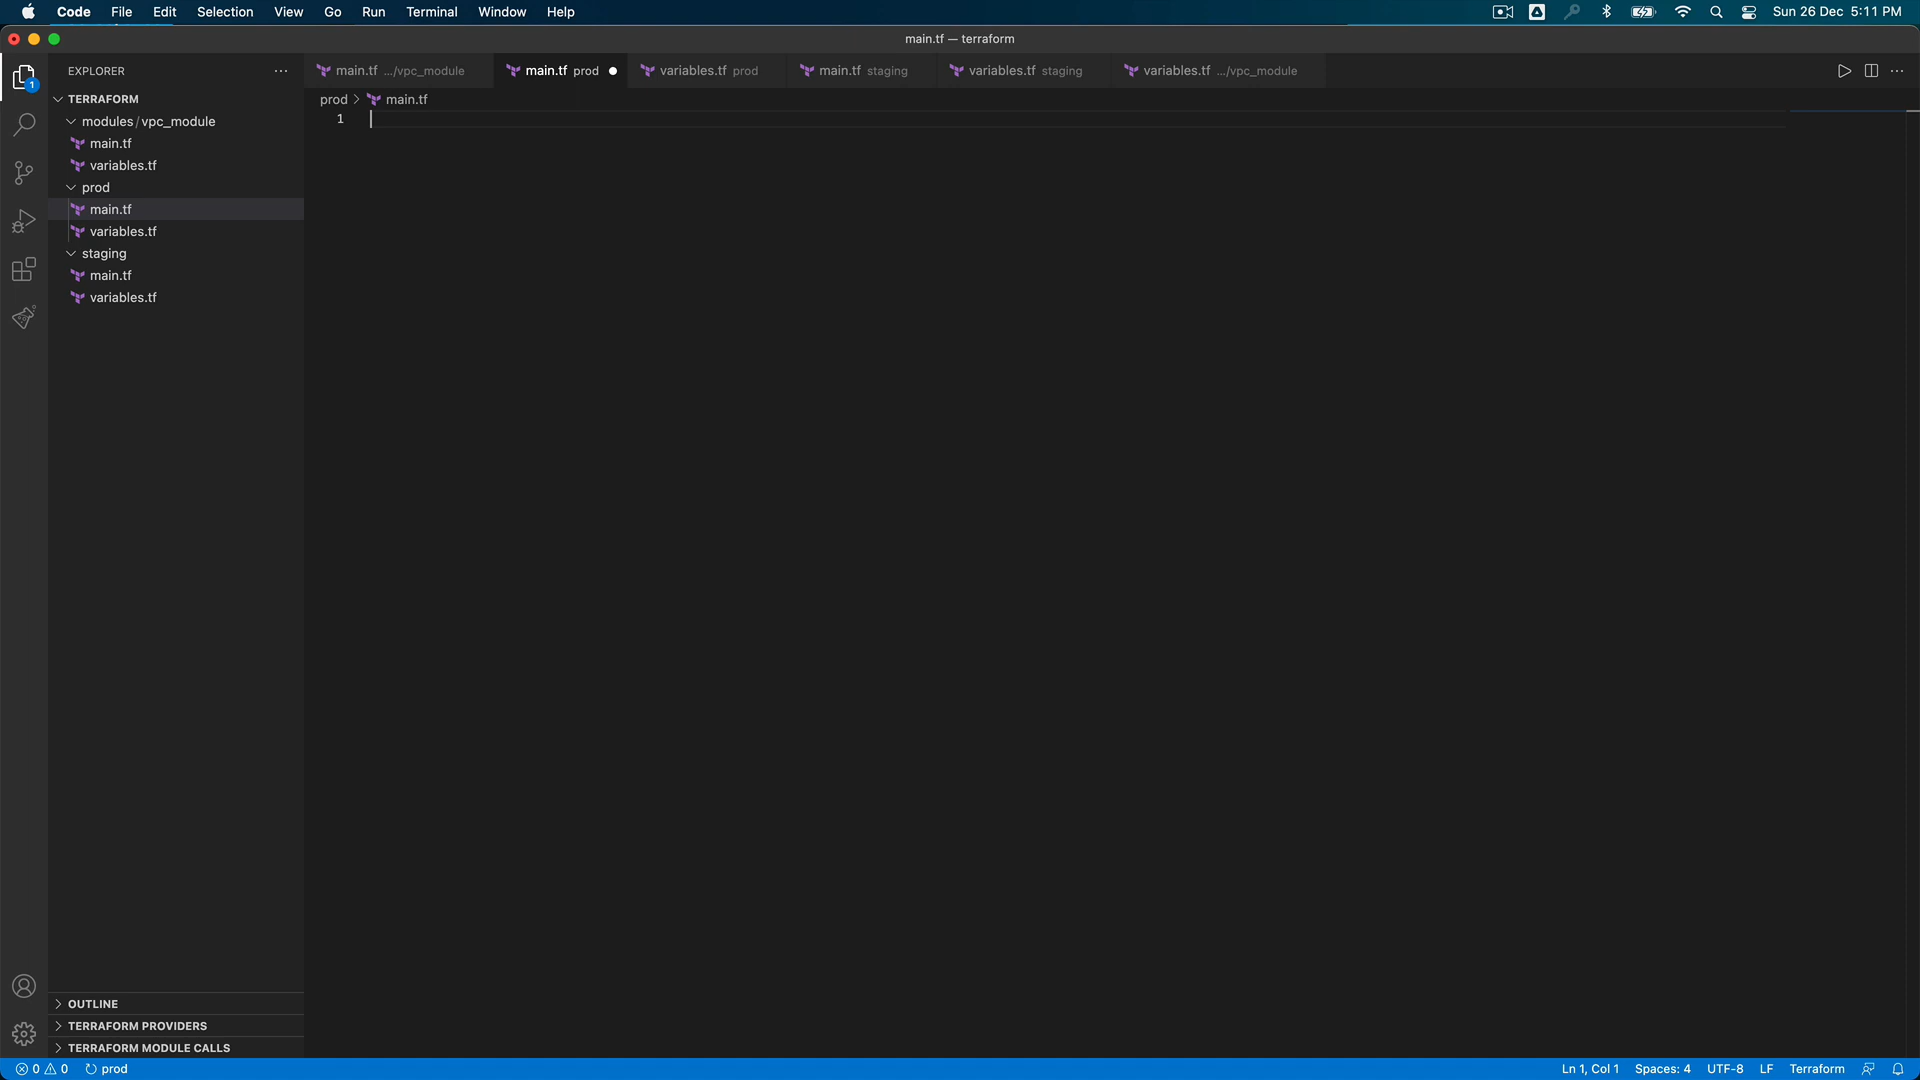 Code File Edit Selection View Go Run Terminal Window Help Sun 26 Dec 5:11 PM
main.tf — terraform
EXPLORER
main.tf .../vpc_module main.tf prod variables.tf prod main.tf staging variables.tf staging variables.tf .../vpc_module
1
TERRAFORM
prod main.tf
1
modules / vpc_module
main.tf
variables.tf
prod
main.tf
variables.tf
staging
main.tf
variables.tf
OUTLINE
TERRAFORM PROVIDERS
TERRAFORM MODULE CALLS
0 0 prod Ln 1, Col 1 Spaces: 4 UTF-8 LF Terraform